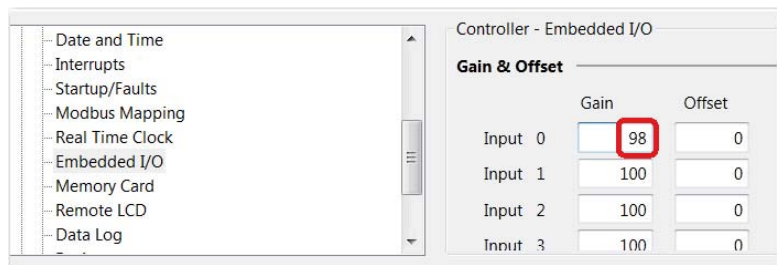 Date and Time
Interrupts
Startup/Faults
Modbus Mapping
Real Time Clock
Embedded I/O
Memory Card
Remote LCD
Data Log
Controller - Embedded I/O
Gain & Offset
Gain Offset
Input 0 98 0
Input 1 100 0
Input 2 100 0
Input 3 100 0